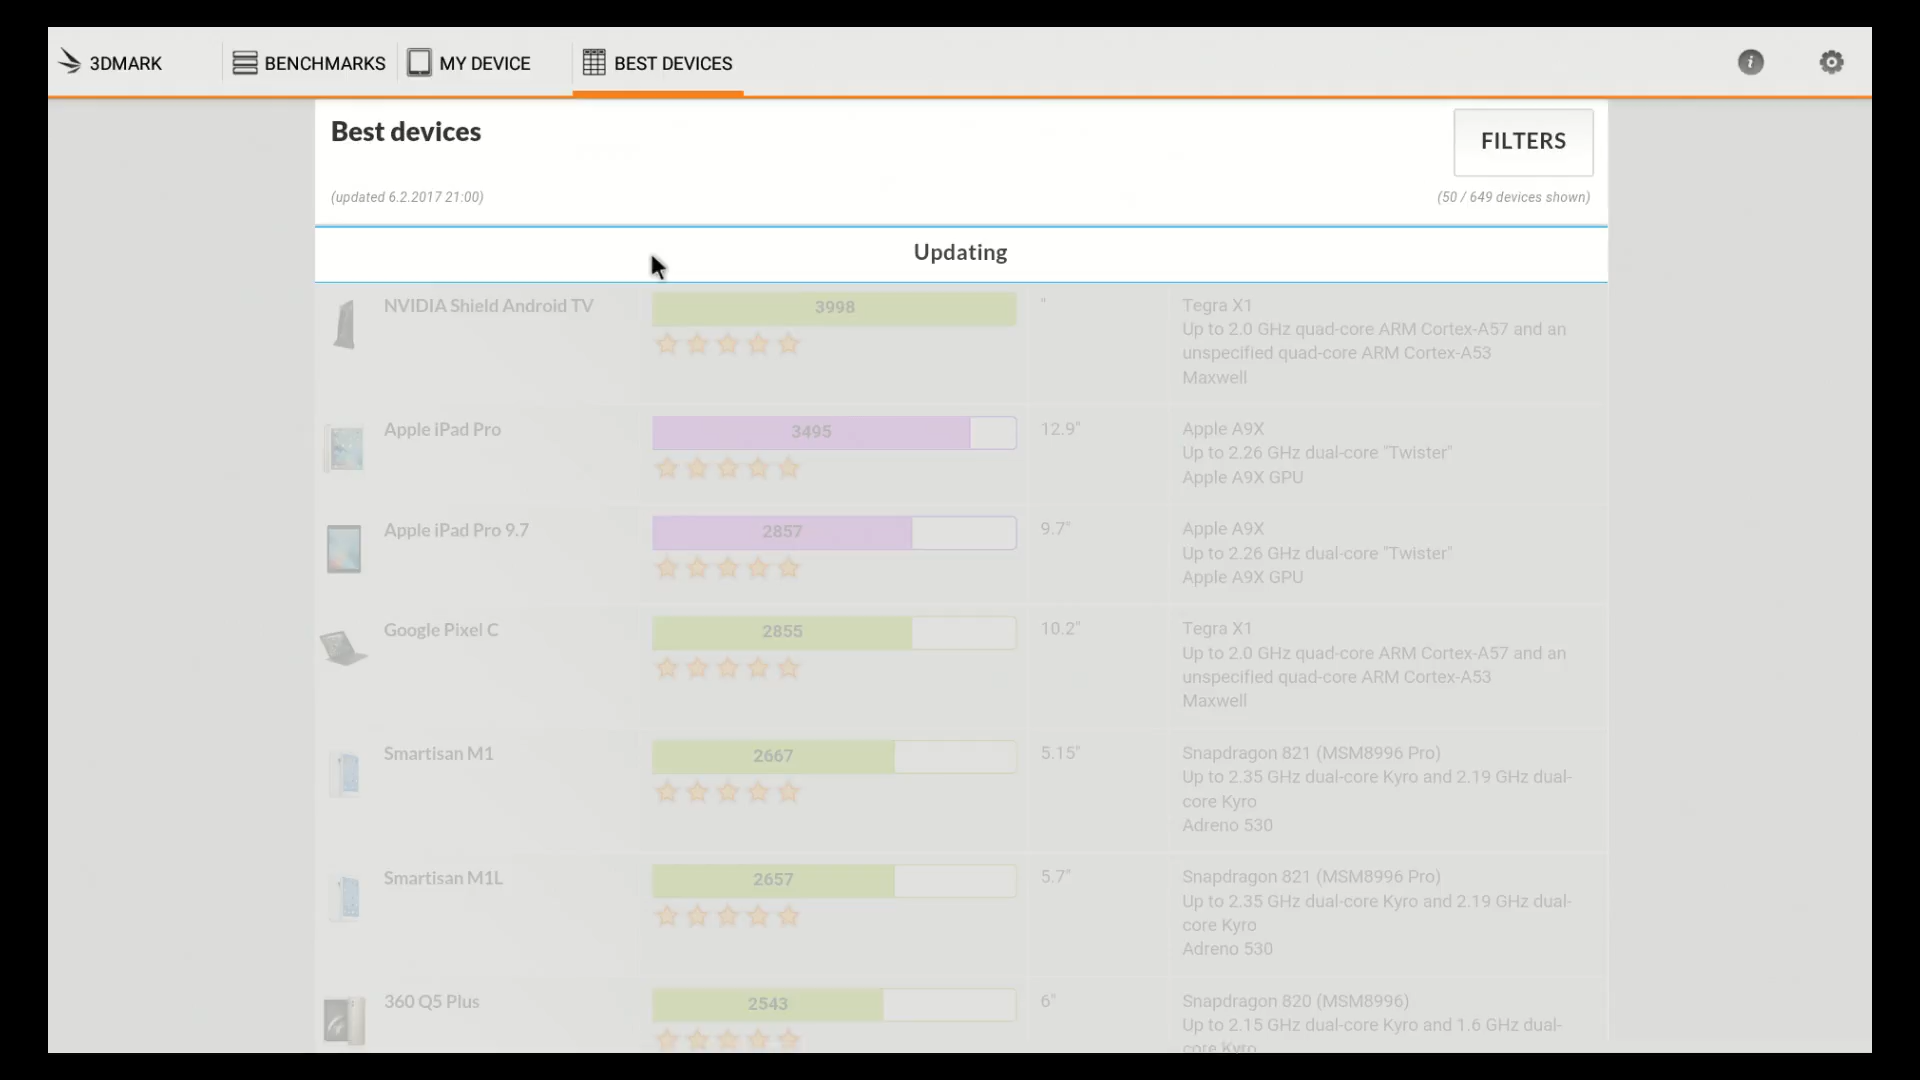 3DMARK
BENCHMARKS
MY DEVICE
BEST DEVICES
Best devices
FILTERS
(updated 6.2.2017 21:00)
(50 / 649 devices shown)
Updating
NVIDIA Shield Android TV
3998
"
Tegra X1
Up to 2.0 GHz quad-core ARM Cortex-A57 and an
unspecified quad-core ARM Cortex-A53
Maxwell
Apple iPad Pro
3495
12.9"
Apple A9X
Up to 2.26 GHz dual-core "Twister"
Apple A9X GPU
Apple iPad Pro 9.7
2857
9.7"
Apple A9X
Up to 2.26 GHz dual-core "Twister"
Apple A9X GPU
Google Pixel C
2855
10.2"
Tegra X1
Up to 2.0 GHz quad-core ARM Cortex-A57 and an
unspecified quad-core ARM Cortex-A53
Maxwell
Smartisan M1
2667
5.15"
Snapdragon 821 (MSM8996 Pro)
Up to 2.35 GHz dual-core Kyro and 2.19 GHz dual-
core Kyro
Adreno 530
Smartisan M1L
2657
5.7"
Snapdragon 821 (MSM8996 Pro)
Up to 2.35 GHz dual-core Kyro and 2.19 GHz dual-
core Kyro
Adreno 530
360 Q5 Plus
2543
6"
Snapdragon 820 (MSM8996)
Up to 2.15 GHz dual-core Kyro and 1.6 GHz dual-
core Kyro